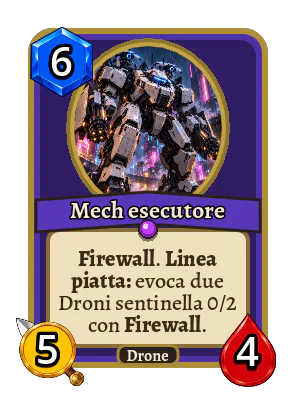 6
Mech esecutore
Firewall. Linea
piatta: evoca due
Droni sentinella 0/2
con Firewall.
5
Drone
4